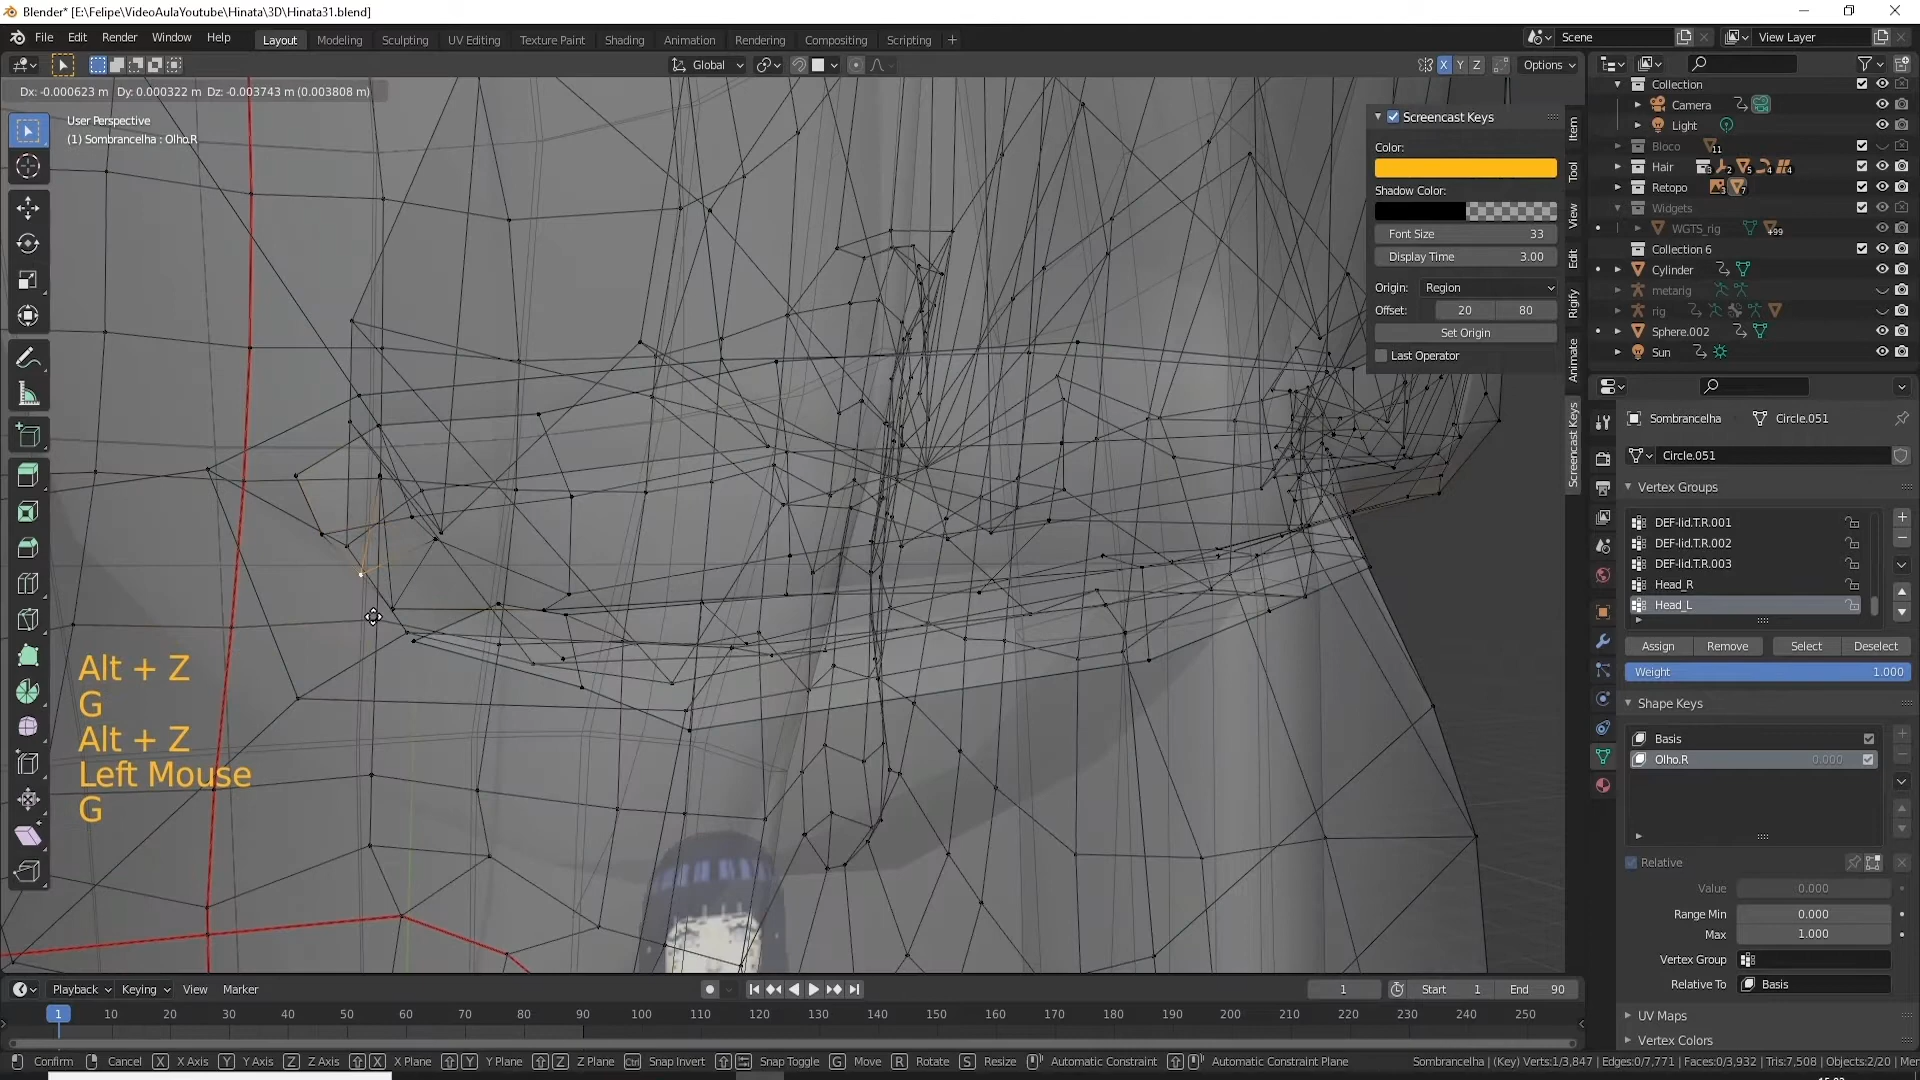 Blender* [E:\Felipe\VideoAulaYoutube\Hinata\3D\Hinata31.blend]
File Edit Render Window Help Layout Modeling Sculpting UV Editing Texture Paint Shading Animation Rendering Compositing Scripting + Scene View Layer
Global X Y Z Options
Dx: -0.000623 m Dy: 0.000322 m Dz: -0.003743 m (0.003808 m)
User Perspective
(1) Sombrancelha : Olho.R
Screencast Keys
Color:
Shadow Color:
Font Size 33
Display Time 3.00
Origin: Region
Offset: 20 80
Set Origin
Last Operator
Item
Tool
View
Edit
Rigify
Animate
Screencast Keys
Collection
Camera
Light
Bloco 11
Hair 3 2 5 4 4
Retopo 3 7
Widgets
WGTS_rig +99
Collection 6
Cylinder
metarig
rig
Sphere.002
Sun
Sombrancelha Circle.051
Circle.051
Vertex Groups
DEF-lid.T.R.001
DEF-lid.T.R.002
DEF-lid.T.R.003
Head_R
Head_L
Assign Remove Select Deselect
Weight 1.000
Shape Keys
Basis
Olho.R 0.000
Relative
Value 0.000
Range Min 0.000
Max 1.000
Vertex Group
Relative To Basis
UV Maps
Vertex Colors
Alt + Z
G
Alt + Z
Left Mouse
G
Playback Keying View Marker 1 Start 1 End 90
1 10 20 30 40 50 60 70 80 90 100 110 120 130 140 150 160 170 180 190 200 210 220 230 240 250
Confirm Cancel X X Axis Y Y Axis Z Z Axis X X Plane Y Y Plane Z Z Plane Ctrl Snap Invert Snap Toggle G Move R Rotate S Resize Automatic Constraint Automatic Constraint Plane Sombrancelha | (Key) Verts:1/3,847 | Edges:0/7,771 | Faces:0/3,932 | Tris:7,508 | Objects:2/20 | Mer